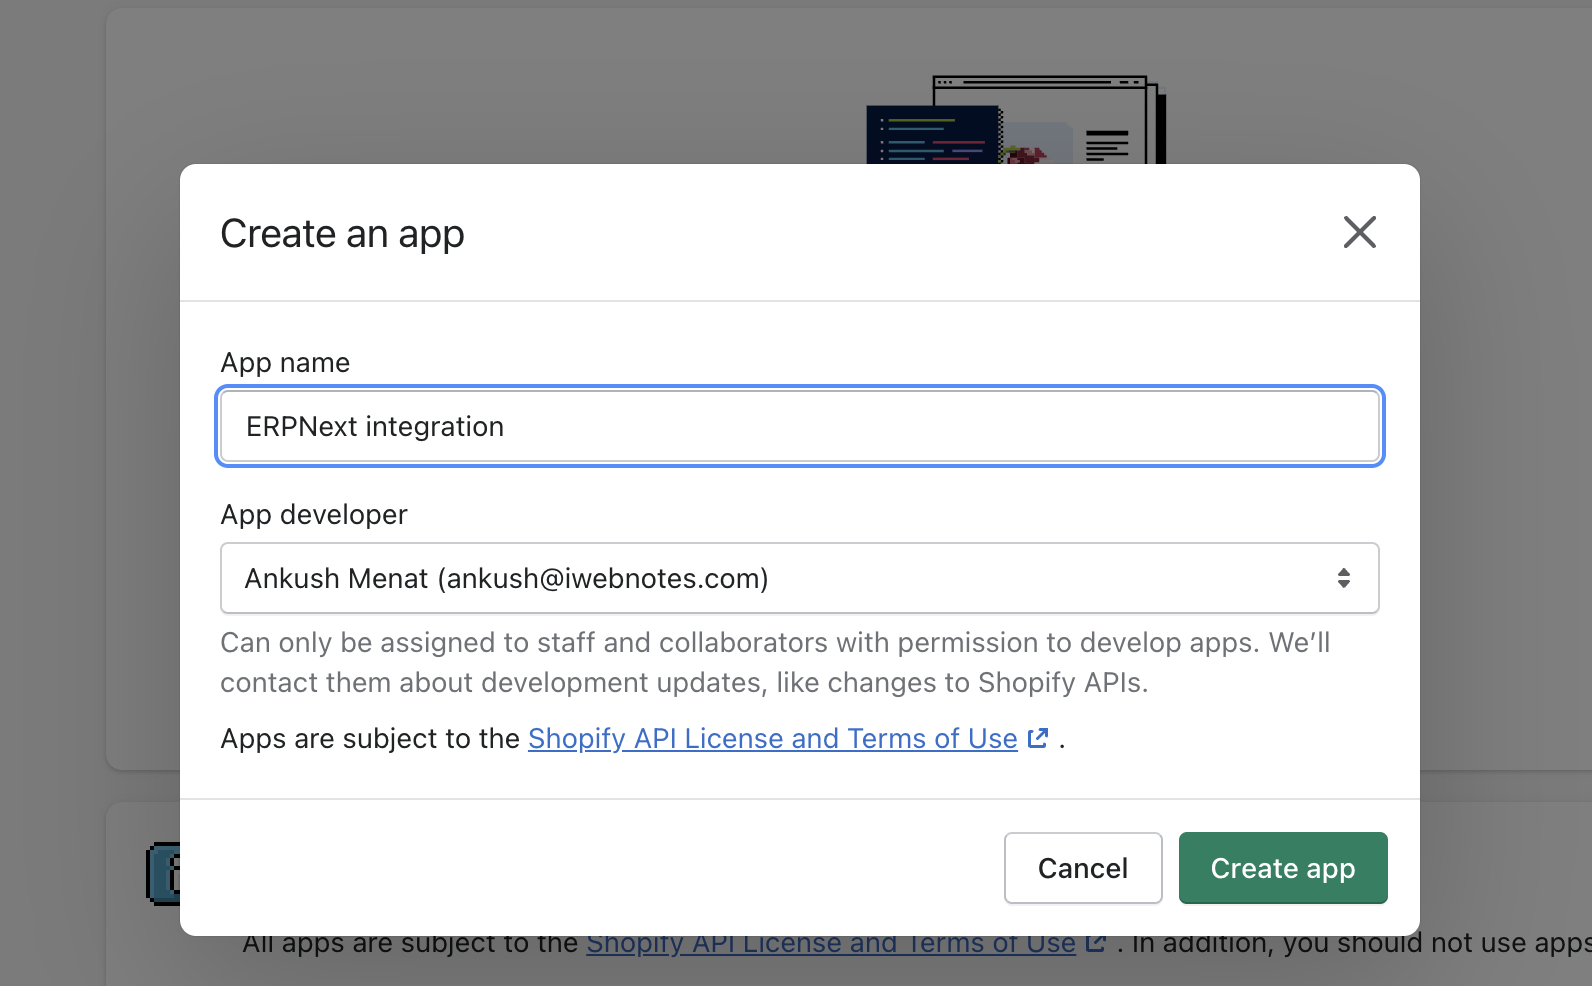 Create an app
App name
ERPNext integration
App developer
Ankush Menat (ankush@iwebnotes.com)
Can only be assigned to staff and collaborators with permission to develop apps. We’ll
contact them about development updates, like changes to Shopify APIs.
Apps are subject to the Shopify API License and Terms of Use .
Cancel
Create app
All apps are subject to the Shopify API License and Terms of Use . In addition, you should not use apps